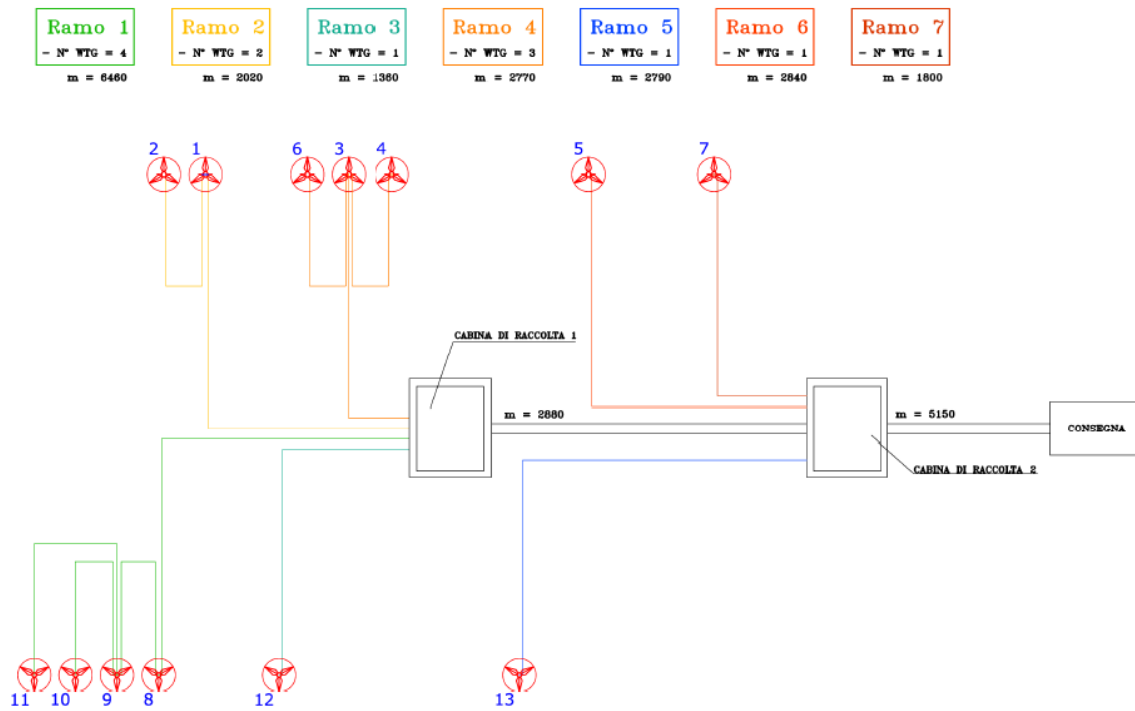 Ramo 1
- N° WTG = 4
m = 6460
Ramo 2
- N° WTG = 2
m = 2020
Ramo 3
- N° WTG = 1
m = 1360
Ramo 4
- N° WTG = 3
m = 2770
Ramo 5
- N° WTG = 1
m = 2790
Ramo 6
- N° WTG = 1
m = 2840
Ramo 7
- N° WTG = 1
m = 1800
2
1
6
3
4
5
7
CABINA DI RACCOLTA 1
m = 2880
m = 5150
CONSEGNA
CABINA DI RACCOLTA 2
11
10
9
8
12
13